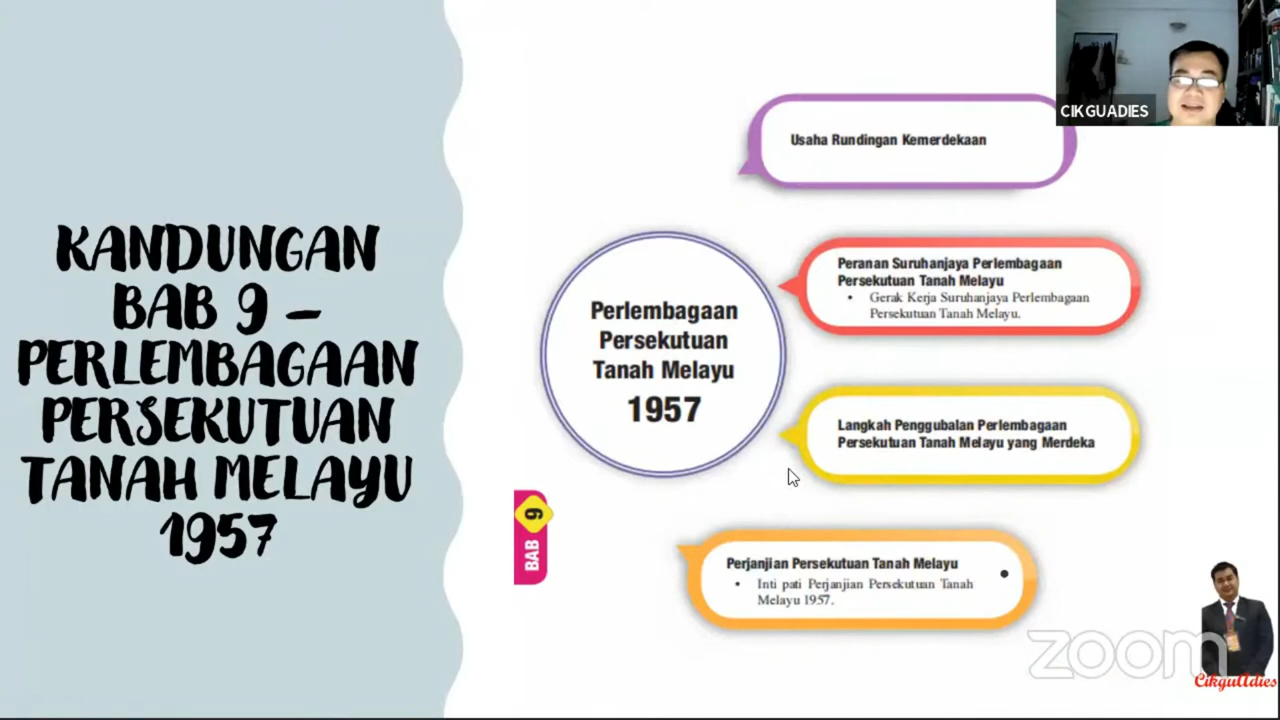 KANDUNGAN
BAB 9 –
PERLEMBAGAAN
PERSEKUTUAN
TANAH MELAYU
1957
CIKGUADIES
Usaha Rundingan Kemerdekaan
Perlembagaan
Persekutuan
Tanah Melayu
1957
Peranan Suruhanjaya Perlembagaan
Persekutuan Tanah Melayu
• Gerak Kerja Suruhanjaya Perlembagaan
Persekutuan Tanah Melayu.
Langkah Penggubalan Perlembagaan
Persekutuan Tanah Melayu yang Merdeka
Perjanjian Persekutuan Tanah Melayu
• Inti pati Perjanjian Persekutuan Tanah
Melayu 1957.
BAB 9
zoom
CikguAdies